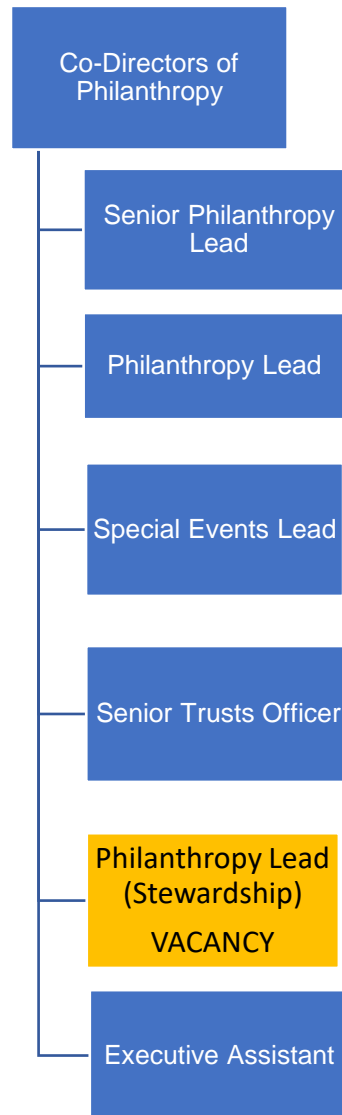 Co-Directors of
Philanthropy
Senior Philanthropy
Lead
Philanthropy Lead
Special Events Lead
Senior Trusts Officer
Philanthropy Lead
(Stewardship)
VACANCY
Executive Assistant